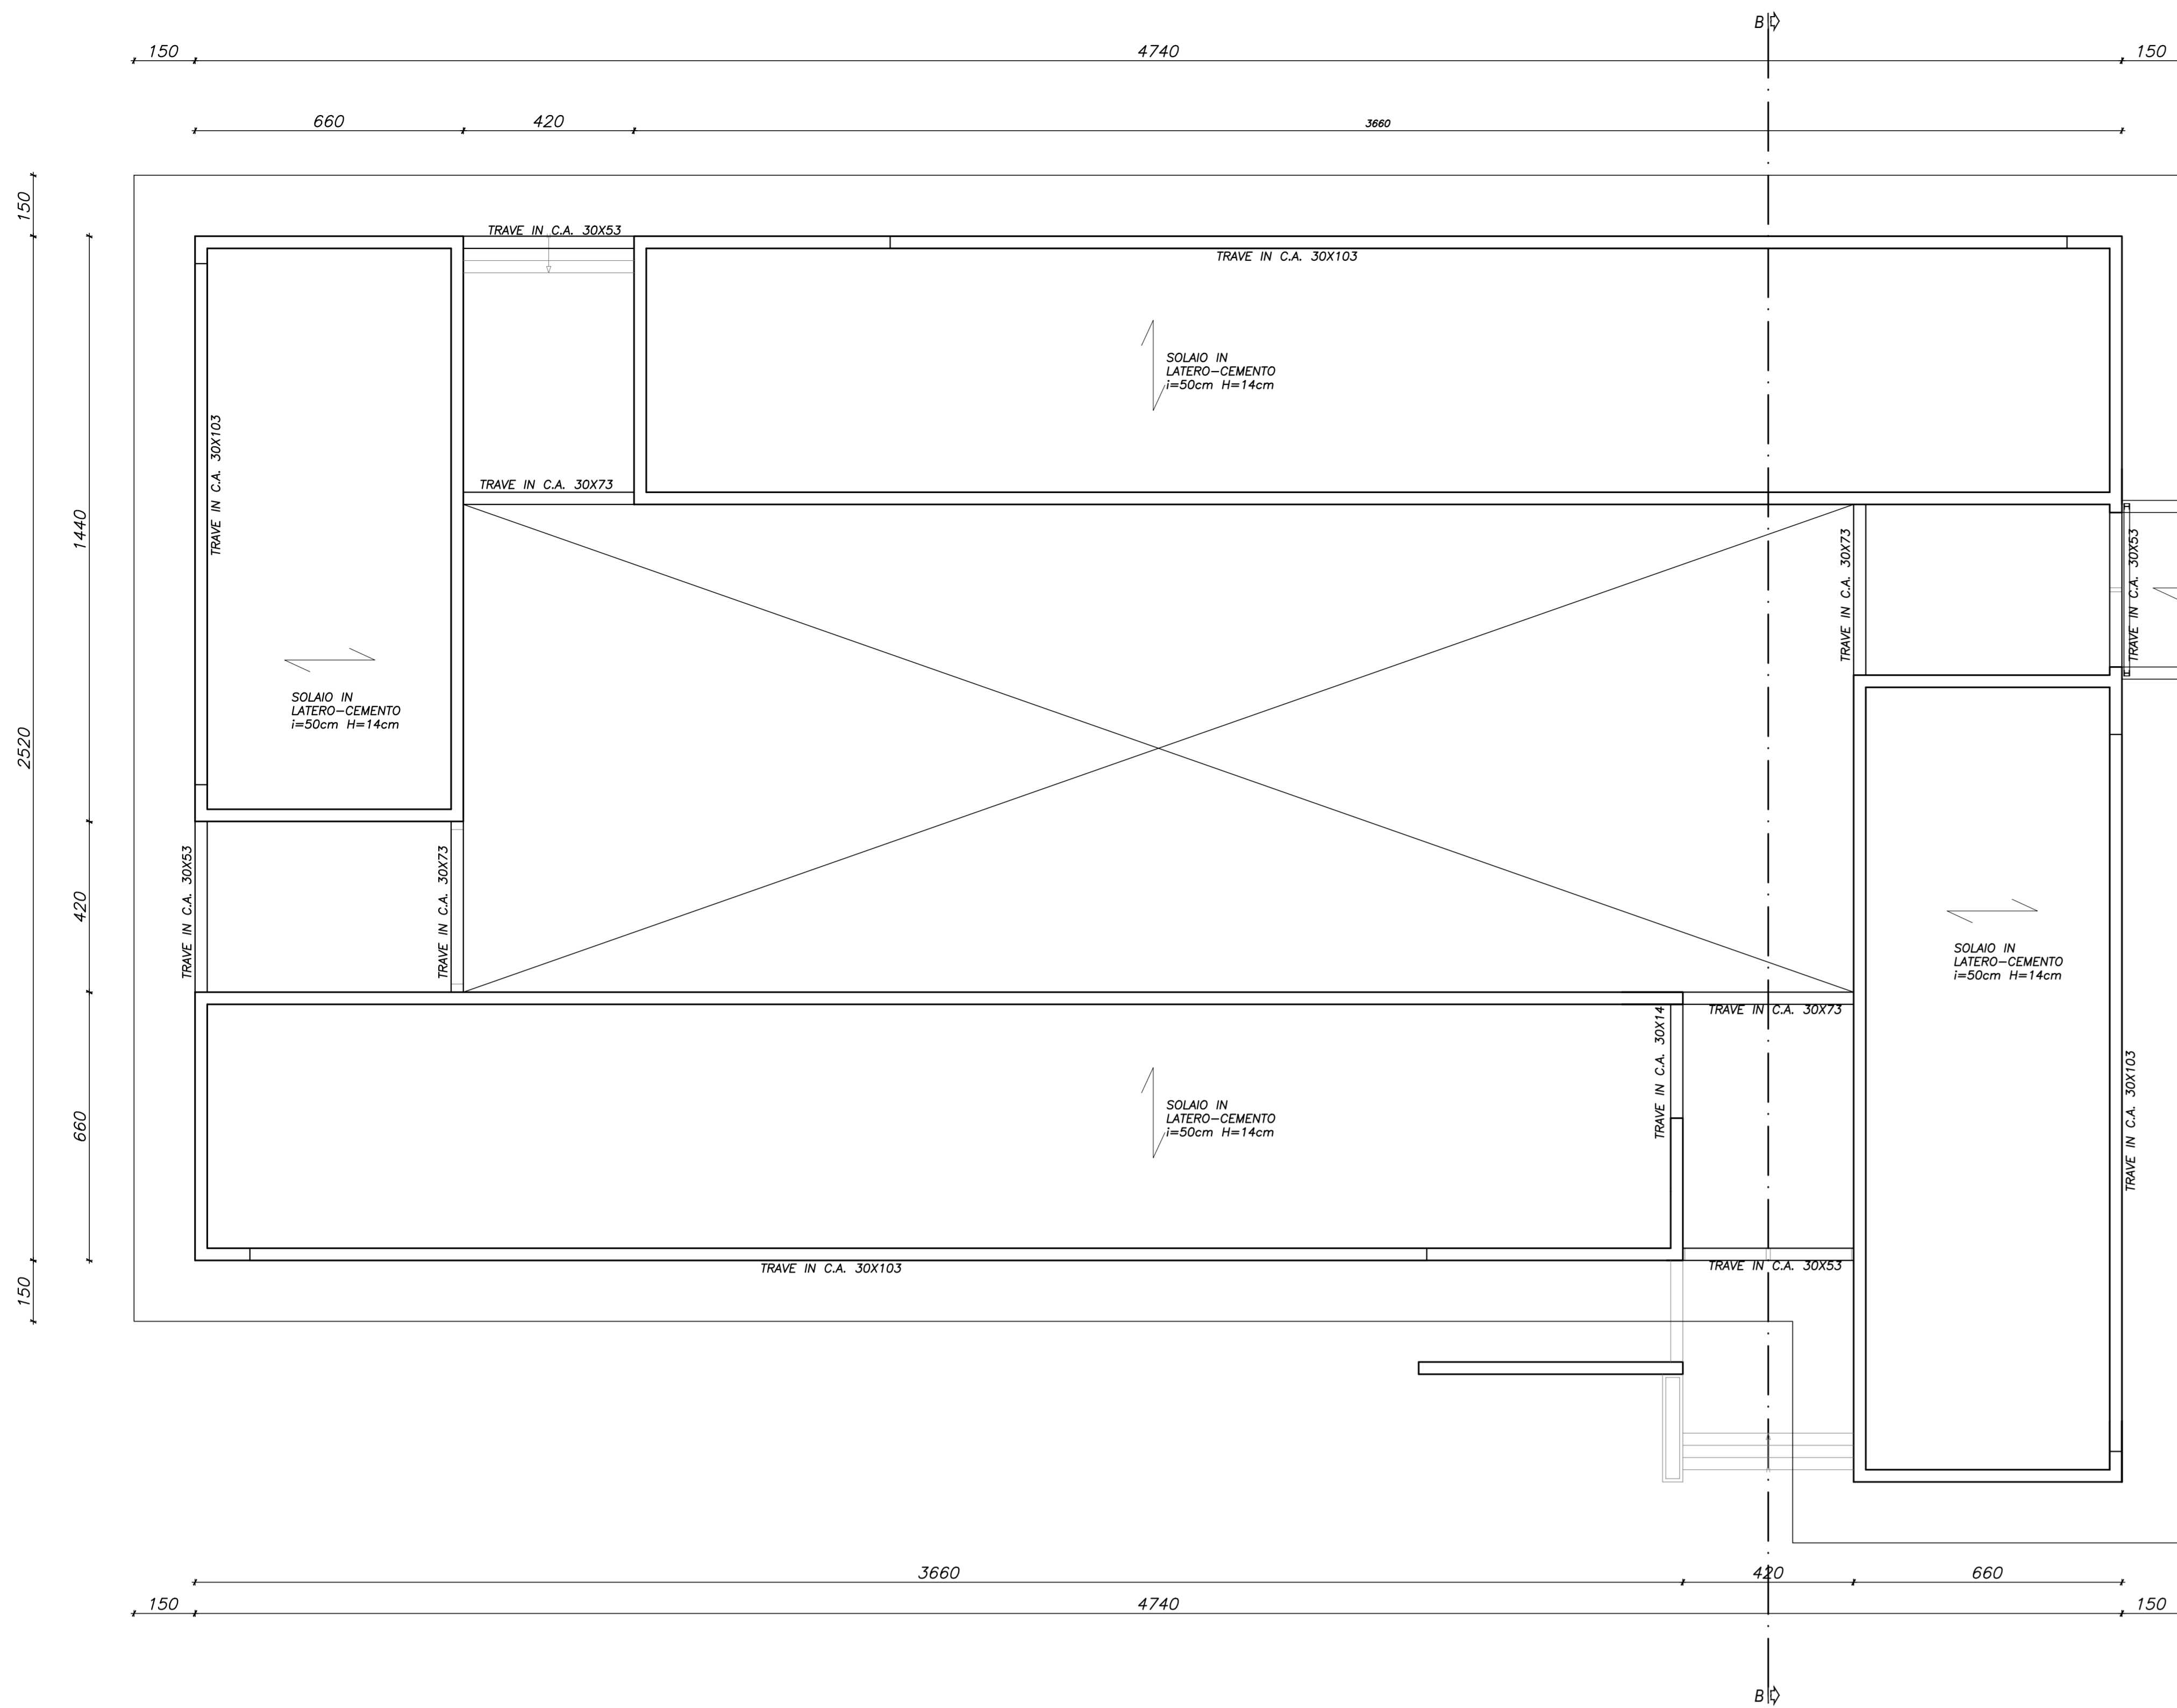 B
150
4740
150
660
420
3660
150
TRAVE IN C.A. 30X53
TRAVE IN C.A. 30X103
SOLAIO IN
LATERO-CEMENTO
i=50cm H=14cm
TRAVE IN C.A. 30X103
TRAVE IN C.A. 30X73
1440
TRAVE IN C.A. 30X73
TRAVE IN C.A. 30X53
SOLAIO IN
LATERO-CEMENTO
i=50cm H=14cm
2520
TRAVE IN C.A. 30X53
TRAVE IN C.A. 30X73
420
SOLAIO IN
LATERO-CEMENTO
i=50cm H=14cm
TRAVE IN C.A. 30X73
TRAVE IN C.A. 30X14
SOLAIO IN
LATERO-CEMENTO
i=50cm H=14cm
660
TRAVE IN C.A. 30X103
TRAVE IN C.A. 30X103
TRAVE IN C.A. 30X53
150
3660
420
660
150
4740
150
B